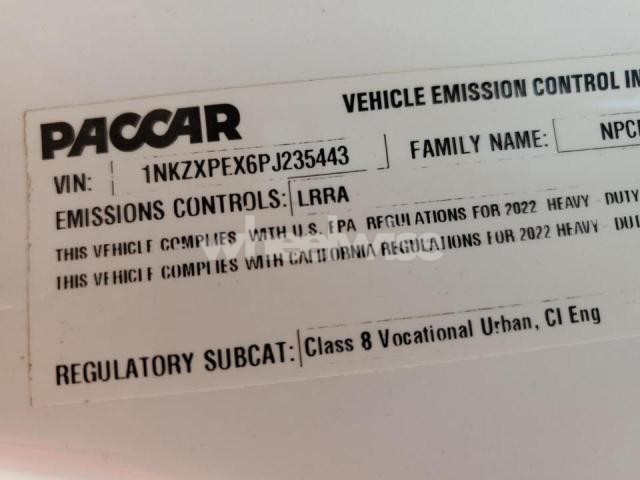 VEHICLE EMISSION CONTROL IN
PACCAR
VIN: 1NKZXPEX6PJ235443 FAMILY NAME: NPC
EMISSIONS CONTROLS: LRRA
THIS VEHICLE COMPLIES WITH U.S. EPA REGULATIONS FOR 2022 HEAVY-DUTY
THIS VEHICLE COMPLIES WITH CALIFORNIA REGULATIONS FOR 2022 HEAVY-DUT
wheelwise
REGULATORY SUBCAT: Class 8 Vocational Urban, CI Eng